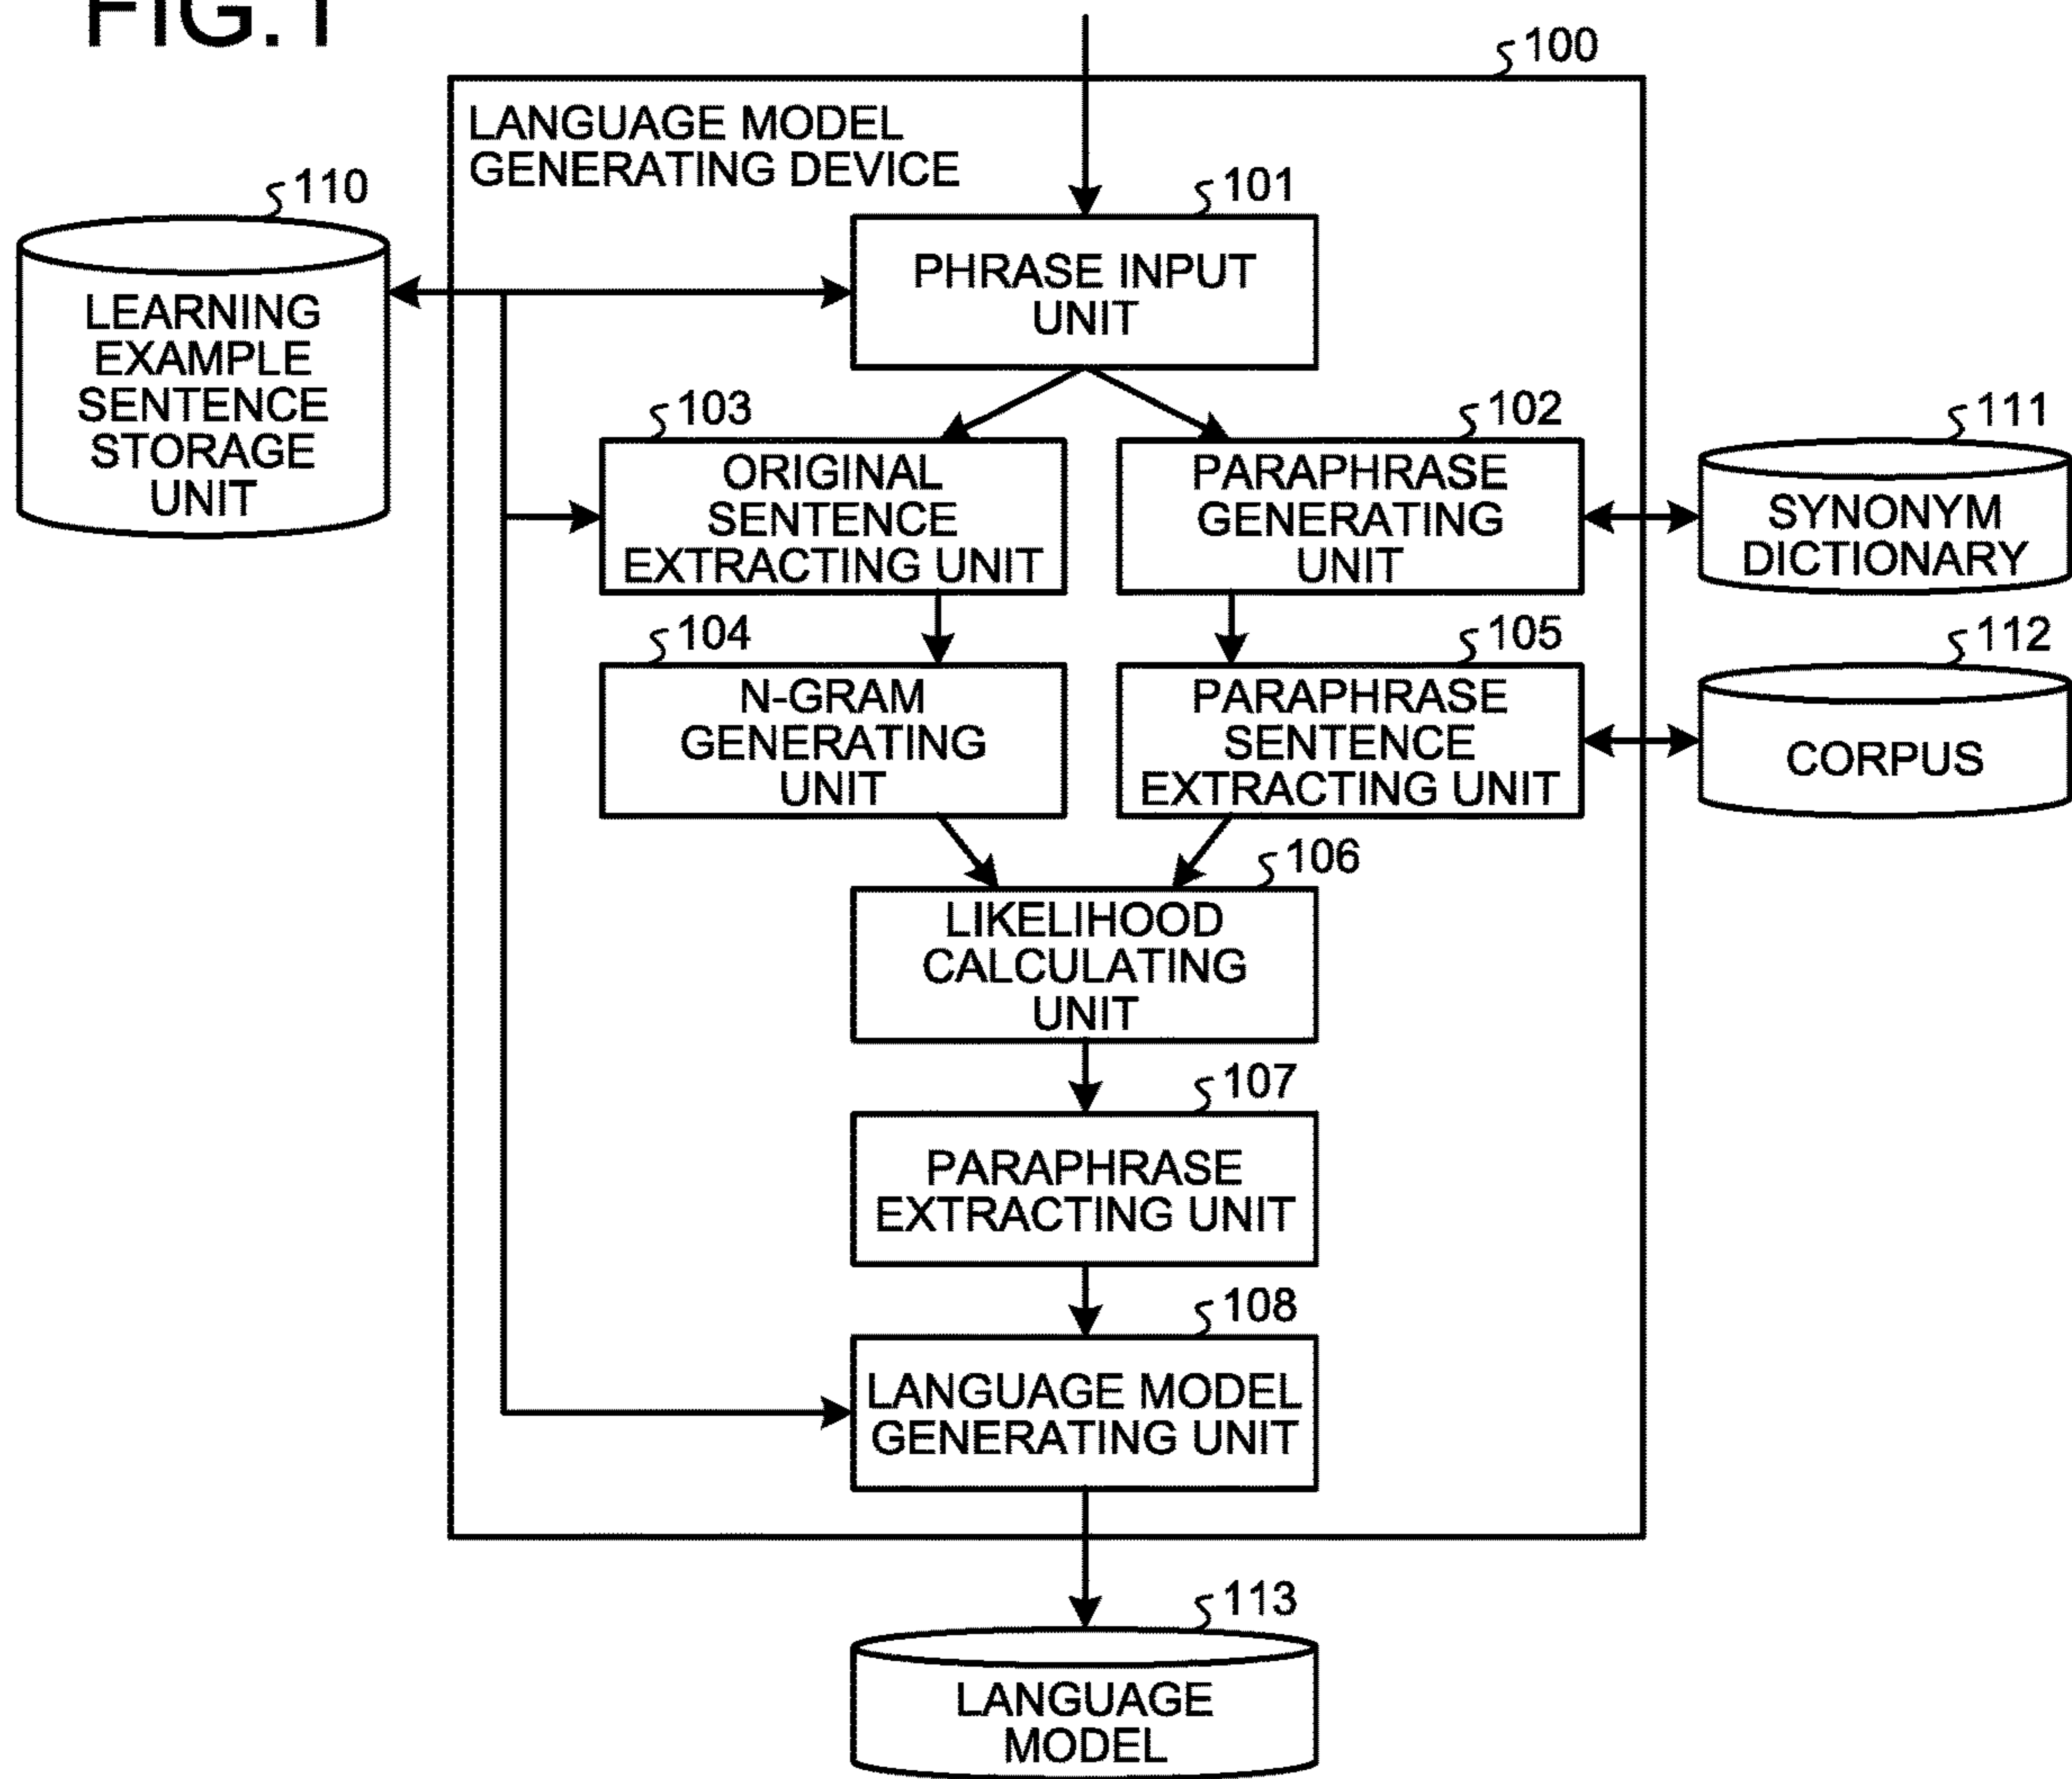 FIG.1
100
LANGUAGE MODEL
GENERATING DEVICE
110
LEARNING
EXAMPLE
SENTENCE
STORAGE
UNIT
101
PHRASE INPUT
UNIT
103
ORIGINAL
SENTENCE
EXTRACTING UNIT
102
PARAPHRASE
GENERATING
UNIT
111
SYNONYM
DICTIONARY
104
N-GRAM
GENERATING
UNIT
105
PARAPHRASE
SENTENCE
EXTRACTING UNIT
112
CORPUS
106
LIKELIHOOD
CALCULATING
UNIT
107
PARAPHRASE
EXTRACTING UNIT
108
LANGUAGE MODEL
GENERATING UNIT
113
LANGUAGE
MODEL